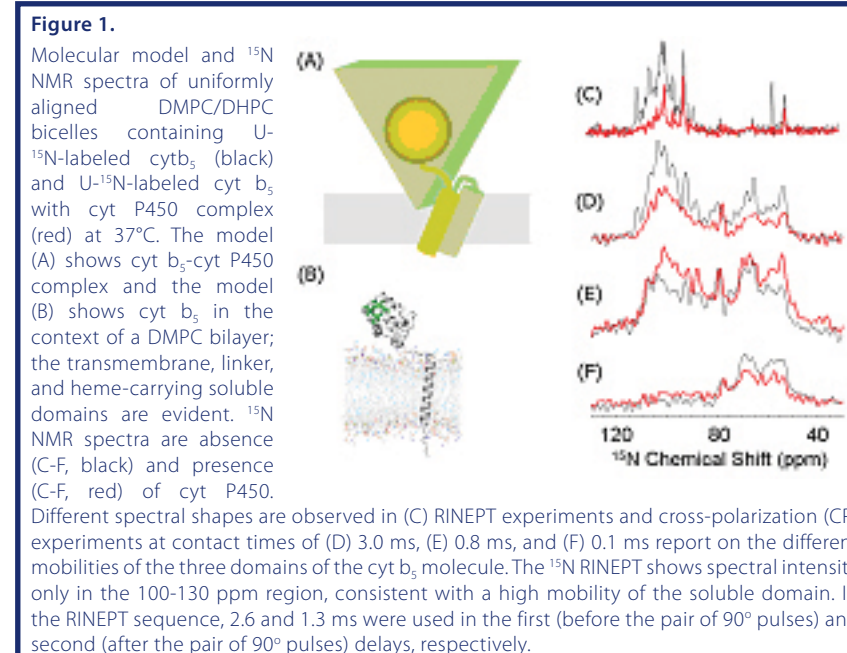 Figure 1.
Molecular model and ¹⁵N
NMR spectra of uniformly
aligned DMPC/DHPC
bicelles containing U-
¹⁵N-labeled cytb₅ (black)
and U-¹⁵N-labeled cyt b₅
with cyt P450 complex
(red) at 37°C. The model
(A) shows cyt b₅-cyt P450
complex and the model
(B) shows cyt b₅ in the
context of a DMPC bilayer;
the transmembrane, linker,
and heme-carrying soluble
domains are evident. ¹⁵N
NMR spectra are absence
(C-F, black) and presence
(C-F, red) of cyt P450.
Different spectral shapes are observed in (C) RINEPT experiments and cross-polarization (CP
experiments at contact times of (D) 3.0 ms, (E) 0.8 ms, and (F) 0.1 ms report on the differen
mobilities of the three domains of the cyt b₅ molecule. The ¹⁵N RINEPT shows spectral intensit
only in the 100-130 ppm region, consistent with a high mobility of the soluble domain. I
the RINEPT sequence, 2.6 and 1.3 ms were used in the first (before the pair of 90° pulses) an
second (after the pair of 90° pulses) delays, respectively.
(A)
(B)
(C)
(D)
(E)
(F)
120 80 40
¹⁵N Chemical Shift (ppm)